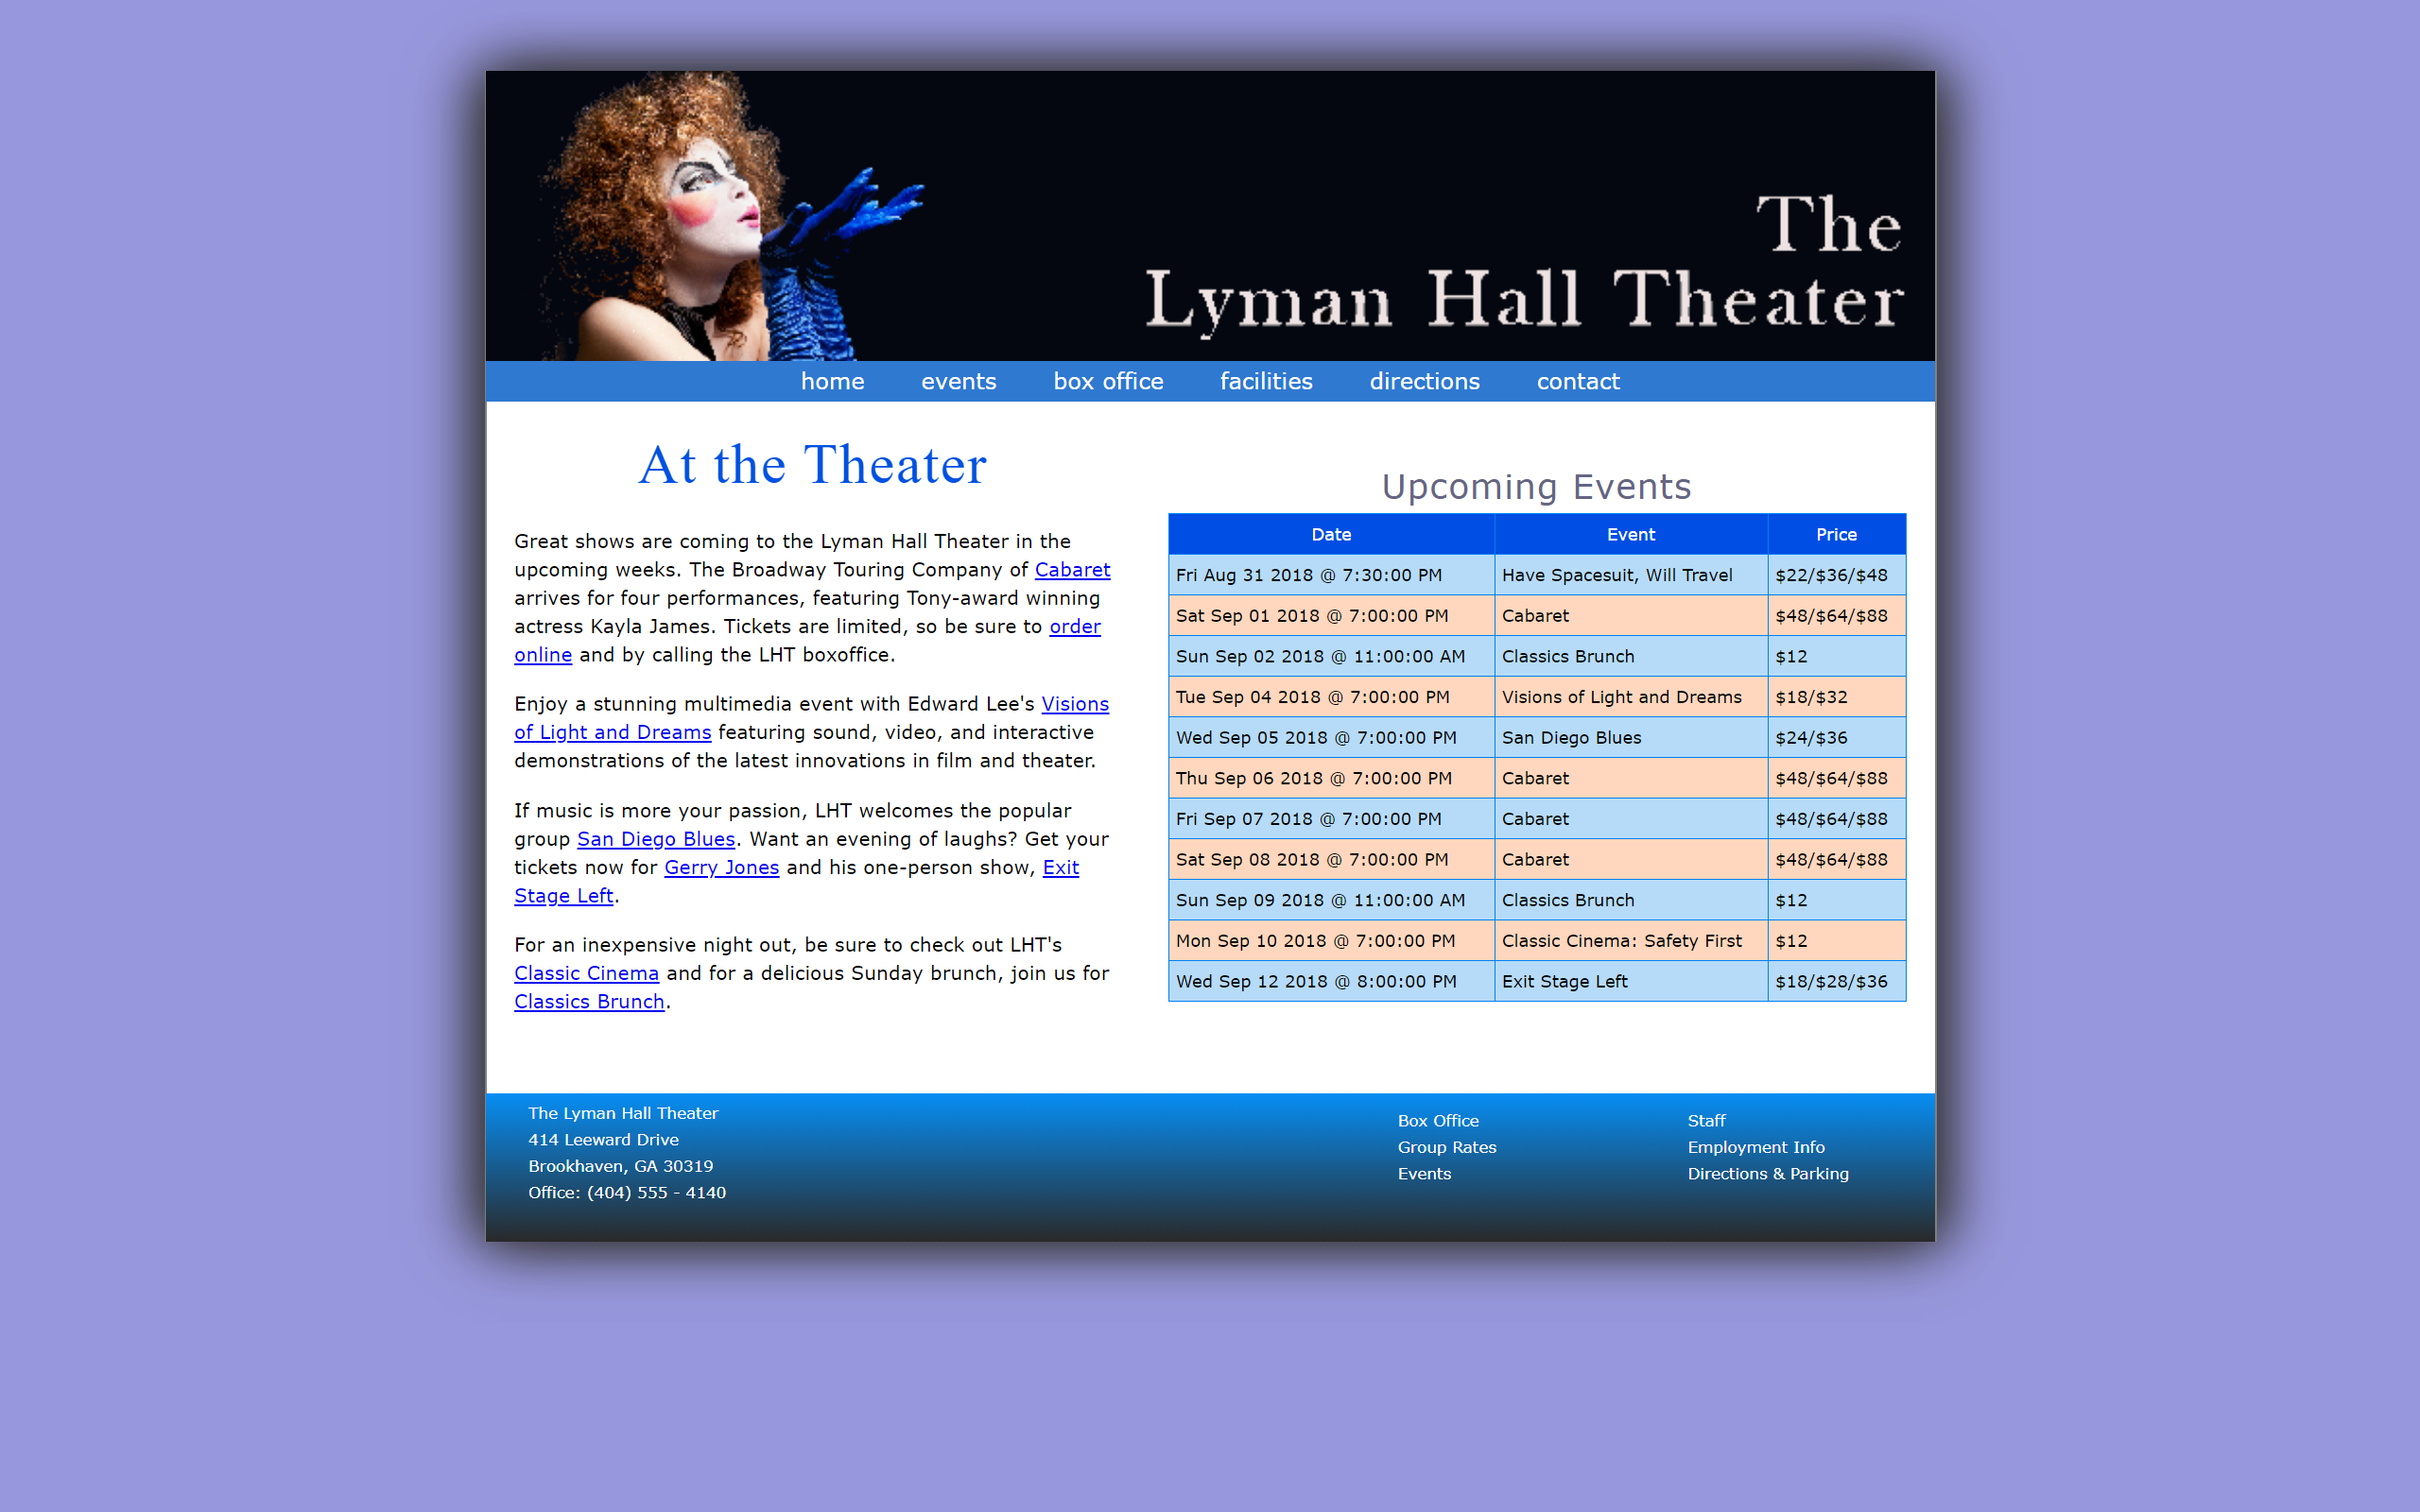 The
Lyman Hall Theater
home events box office facilities directions contact
At the Theater
Great shows are coming to the Lyman Hall Theater in the
upcoming weeks. The Broadway Touring Company of Cabaret
arrives for four performances, featuring Tony-award winning
actress Kayla James. Tickets are limited, so be sure to order
online and by calling the LHT boxoffice.
Enjoy a stunning multimedia event with Edward Lee's Visions
of Light and Dreams featuring sound, video, and interactive
demonstrations of the latest innovations in film and theater.
If music is more your passion, LHT welcomes the popular
group San Diego Blues. Want an evening of laughs? Get your
tickets now for Gerry Jones and his one-person show, Exit
Stage Left.
For an inexpensive night out, be sure to check out LHT's
Classic Cinema and for a delicious Sunday brunch, join us for
Classics Brunch.
Upcoming Events
Date Event Price
Fri Aug 31 2018 @ 7:30:00 PM Have Spacesuit, Will Travel $22/$36/$48
Sat Sep 01 2018 @ 7:00:00 PM Cabaret $48/$64/$88
Sun Sep 02 2018 @ 11:00:00 AM Classics Brunch $12
Tue Sep 04 2018 @ 7:00:00 PM Visions of Light and Dreams $18/$32
Wed Sep 05 2018 @ 7:00:00 PM San Diego Blues $24/$36
Thu Sep 06 2018 @ 7:00:00 PM Cabaret $48/$64/$88
Fri Sep 07 2018 @ 7:00:00 PM Cabaret $48/$64/$88
Sat Sep 08 2018 @ 7:00:00 PM Cabaret $48/$64/$88
Sun Sep 09 2018 @ 11:00:00 AM Classics Brunch $12
Mon Sep 10 2018 @ 7:00:00 PM Classic Cinema: Safety First $12
Wed Sep 12 2018 @ 8:00:00 PM Exit Stage Left $18/$28/$36
The Lyman Hall Theater
414 Leeward Drive
Brookhaven, GA 30319
Office: (404) 555 - 4140
Box Office
Group Rates
Events
Staff
Employment Info
Directions & Parking